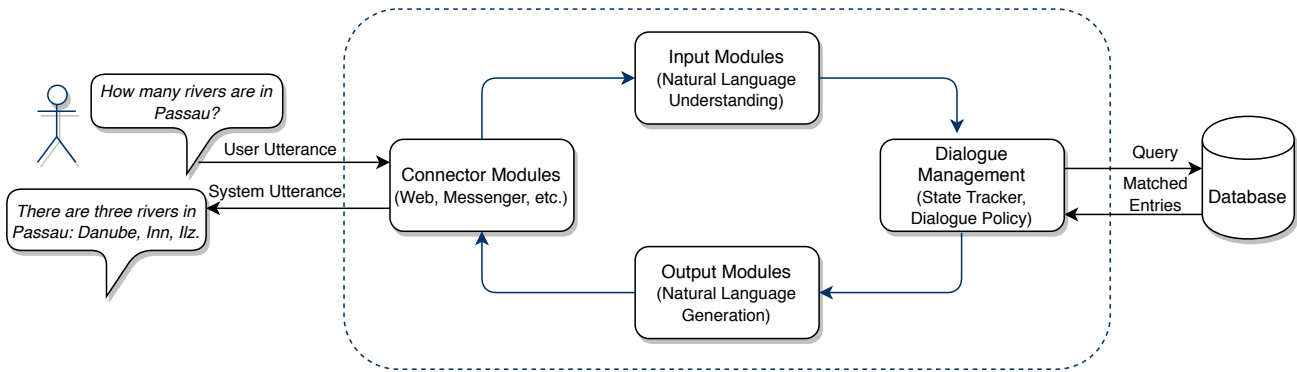 How many rivers are in
Passau?
User Utterance
System Utterance
There are three rivers in
Passau: Danube, Inn, Ilz.
Connector Modules
(Web, Messenger, etc.)
Input Modules
(Natural Language
Understanding)
Dialogue
Management
(State Tracker,
Dialogue Policy)
Output Modules
(Natural Language
Generation)
Query
Matched
Entries
Database